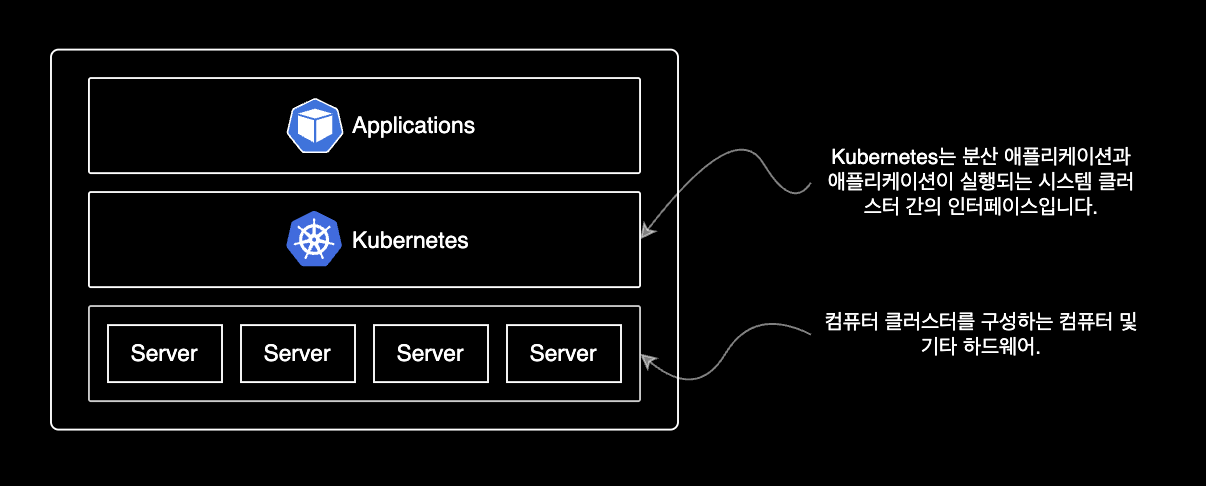 Applications
Kubernetes
Server Server Server Server
Kubernetes는 분산 애플리케이션과
애플리케이션이 실행되는 시스템 클러
스터 간의 인터페이스입니다.
컴퓨터 클러스터를 구성하는 컴퓨터 및
기타 하드웨어.